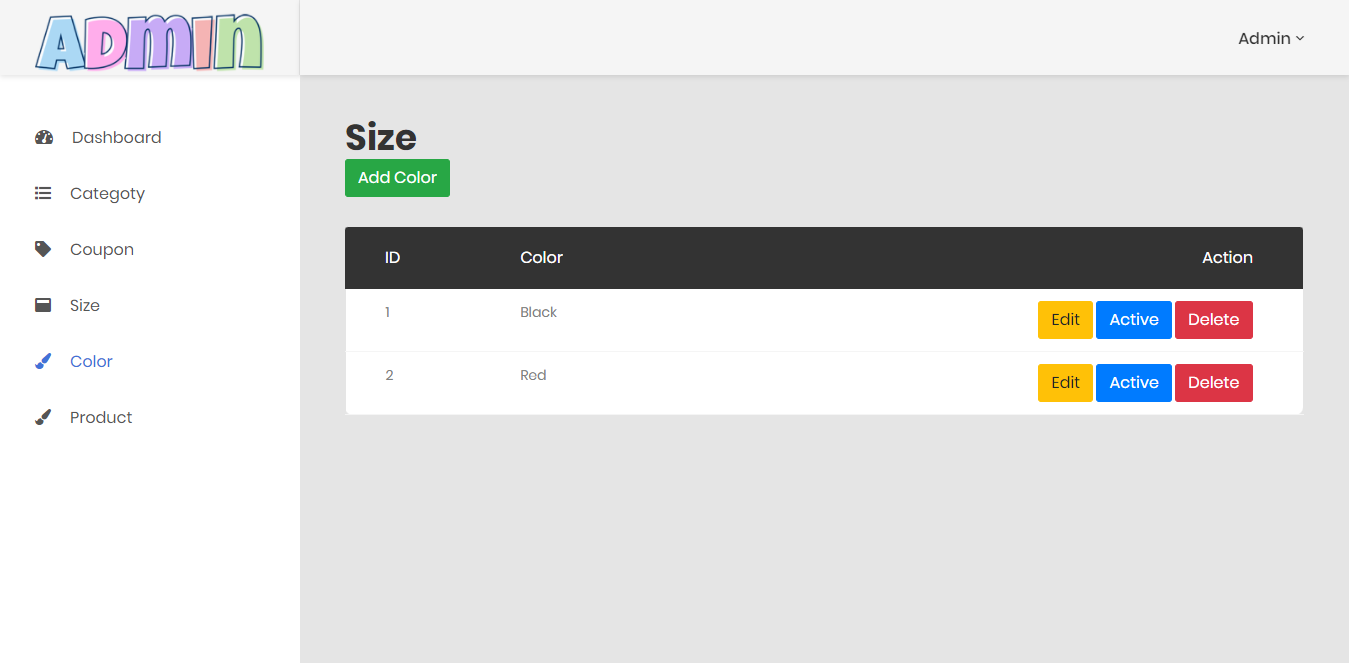 ADMIN
Admin
Dashboard
Categoty
Coupon
Size
Color
Product
Size
Add Color
ID Color Action
1 Black Edit Active Delete
2 Red Edit Active Delete